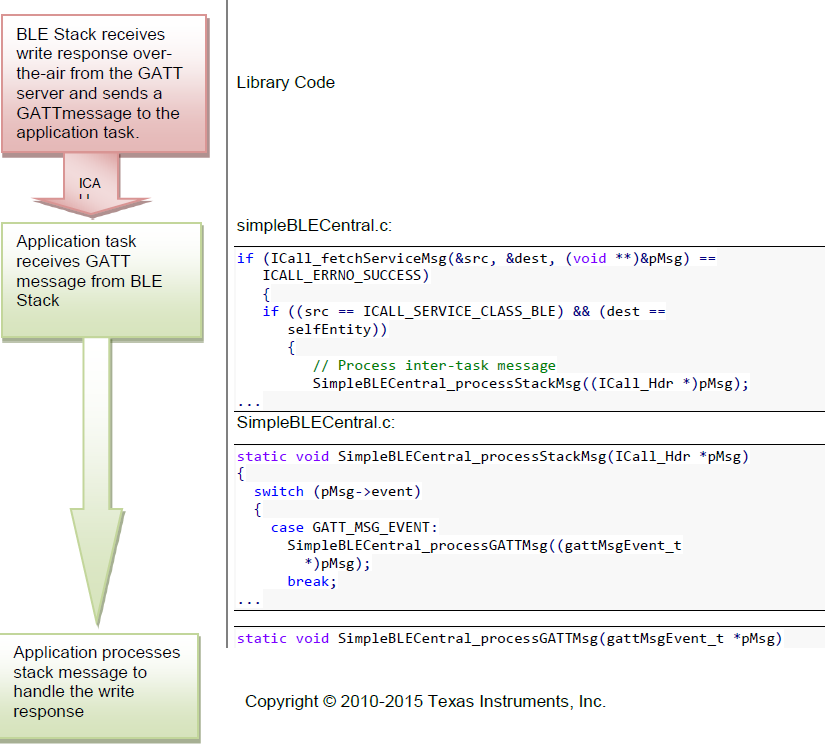 BLE Stack receives
write response over-
the-air from the GATT
server and sends a
GATTmessage to the
application task.
Library Code
ICA
simpleBLECentral.c:
Application task
receives GATT
message from BLE
Stack
if (ICall_fetchServiceMsg(&src, &dest, (void **)&pMsg) ==
ICALL_ERRNO_SUCCESS)
{
if ((src == ICALL_SERVICE_CLASS_BLE) && (dest ==
selfEntity))
{
// Process inter-task message
SimpleBLECentral_processStackMsg((ICall_Hdr *)pMsg);
...
SimpleBLECentral.c:
static void SimpleBLECentral_processStackMsg(ICall_Hdr *pMsg)
{
switch (pMsg->event)
{
case GATT_MSG_EVENT:
SimpleBLECentral_processGATTMsg((gattMsgEvent_t
*)pMsg);
break;
...
static void SimpleBLECentral_processGATTMsg(gattMsgEvent_t *pMsg)
Application processes
stack message to
handle the write
response
Copyright © 2010-2015 Texas Instruments, Inc.